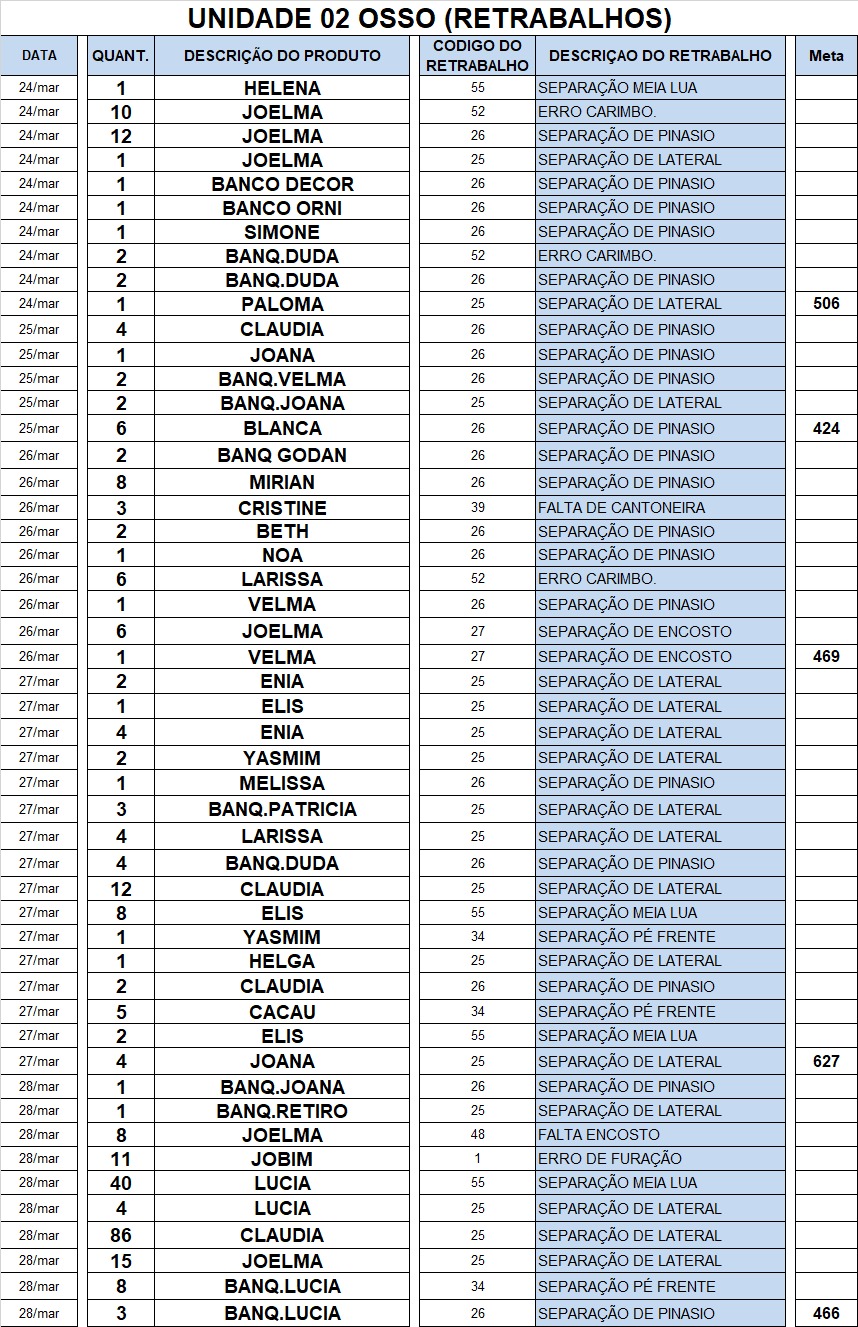 UNIDADE 02 OSSO (RETRABALHOS)
DATA QUANT. DESCRIÇÃO DO PRODUTO CODIGO DO RETRABALHO DESCRIÇAO DO RETRABALHO Meta
24/mar 1 HELENA 55 SEPARAÇÃO MEIA LUA
24/mar 10 JOELMA 52 ERRO CARIMBO.
24/mar 12 JOELMA 26 SEPARAÇÃO DE PINASIO
24/mar 1 JOELMA 25 SEPARAÇÃO DE LATERAL
24/mar 1 BANCO DECOR 26 SEPARAÇÃO DE PINASIO
24/mar 1 BANCO ORNI 26 SEPARAÇÃO DE PINASIO
24/mar 1 SIMONE 26 SEPARAÇÃO DE PINASIO
24/mar 2 BANQ.DUDA 52 ERRO CARIMBO.
24/mar 2 BANQ.DUDA 26 SEPARAÇÃO DE PINASIO
24/mar 1 PALOMA 25 SEPARAÇÃO DE LATERAL 506
25/mar 4 CLAUDIA 26 SEPARAÇÃO DE PINASIO
25/mar 1 JOANA 26 SEPARAÇÃO DE PINASIO
25/mar 2 BANQ.VELMA 26 SEPARAÇÃO DE PINASIO
25/mar 2 BANQ.JOANA 25 SEPARAÇÃO DE LATERAL
25/mar 6 BLANCA 26 SEPARAÇÃO DE PINASIO 424
26/mar 2 BANQ GODAN 26 SEPARAÇÃO DE PINASIO
26/mar 8 MIRIAN 26 SEPARAÇÃO DE PINASIO
26/mar 3 CRISTINE 39 FALTA DE CANTONEIRA
26/mar 2 BETH 26 SEPARAÇÃO DE PINASIO
26/mar 1 NOA 26 SEPARAÇÃO DE PINASIO
26/mar 6 LARISSA 52 ERRO CARIMBO.
26/mar 1 VELMA 26 SEPARAÇÃO DE PINASIO
26/mar 6 JOELMA 27 SEPARAÇÃO DE ENCOSTO
26/mar 1 VELMA 27 SEPARAÇÃO DE ENCOSTO 469
27/mar 2 ENIA 25 SEPARAÇÃO DE LATERAL
27/mar 1 ELIS 25 SEPARAÇÃO DE LATERAL
27/mar 4 ENIA 25 SEPARAÇÃO DE LATERAL
27/mar 2 YASMIM 25 SEPARAÇÃO DE LATERAL
27/mar 1 MELISSA 26 SEPARAÇÃO DE PINASIO
27/mar 3 BANQ.PATRICIA 25 SEPARAÇÃO DE LATERAL
27/mar 4 LARISSA 25 SEPARAÇÃO DE LATERAL
27/mar 4 BANQ.DUDA 26 SEPARAÇÃO DE PINASIO
27/mar 12 CLAUDIA 25 SEPARAÇÃO DE LATERAL
27/mar 8 ELIS 55 SEPARAÇÃO MEIA LUA
27/mar 1 YASMIM 34 SEPARAÇÃO PÉ FRENTE
27/mar 1 HELGA 25 SEPARAÇÃO DE LATERAL
27/mar 2 CLAUDIA 26 SEPARAÇÃO DE PINASIO
27/mar 5 CACAU 34 SEPARAÇÃO PÉ FRENTE
27/mar 2 ELIS 55 SEPARAÇÃO MEIA LUA
27/mar 4 JOANA 25 SEPARAÇÃO DE LATERAL 627
28/mar 1 BANQ.JOANA 26 SEPARAÇÃO DE PINASIO
28/mar 1 BANQ.RETIRO 25 SEPARAÇÃO DE LATERAL
28/mar 8 JOELMA 48 FALTA ENCOSTO
28/mar 11 JOBIM 1 ERRO DE FURAÇÃO
28/mar 40 LUCIA 55 SEPARAÇÃO MEIA LUA
28/mar 4 LUCIA 25 SEPARAÇÃO DE LATERAL
28/mar 86 CLAUDIA 25 SEPARAÇÃO DE LATERAL
28/mar 15 JOELMA 25 SEPARAÇÃO DE LATERAL
28/mar 8 BANQ.LUCIA 34 SEPARAÇÃO PÉ FRENTE
28/mar 3 BANQ.LUCIA 26 SEPARAÇÃO DE PINASIO 466